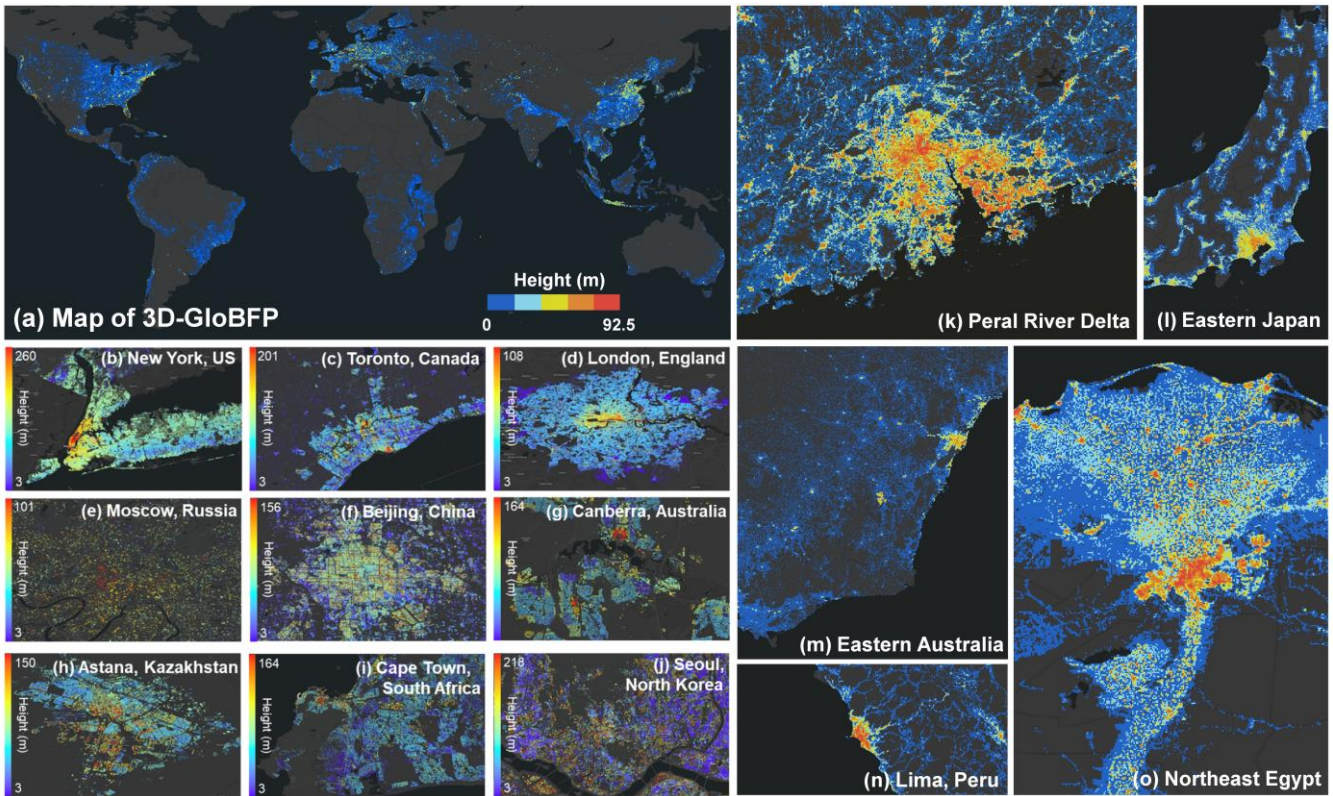 Height (m)
0
92.5
(a) Map of 3D-GloBFP
260
(b) New York, US
Height (m)
3
201
(c) Toronto, Canada
Height (m)
3
108
(d) London, England
Height (m)
3
101
(e) Moscow, Russia
Height (m)
3
156
(f) Beijing, China
Height (m)
3
164
(g) Canberra, Australia
Height (m)
3
150
(h) Astana, Kazakhstan
Height (m)
3
164
(i) Cape Town,
South Africa
Height (m)
3
218
(j) Seoul,
North Korea
Height (m)
3
(k) Peral River Delta
(l) Eastern Japan
(m) Eastern Australia
(n) Lima, Peru
(o) Northeast Egypt